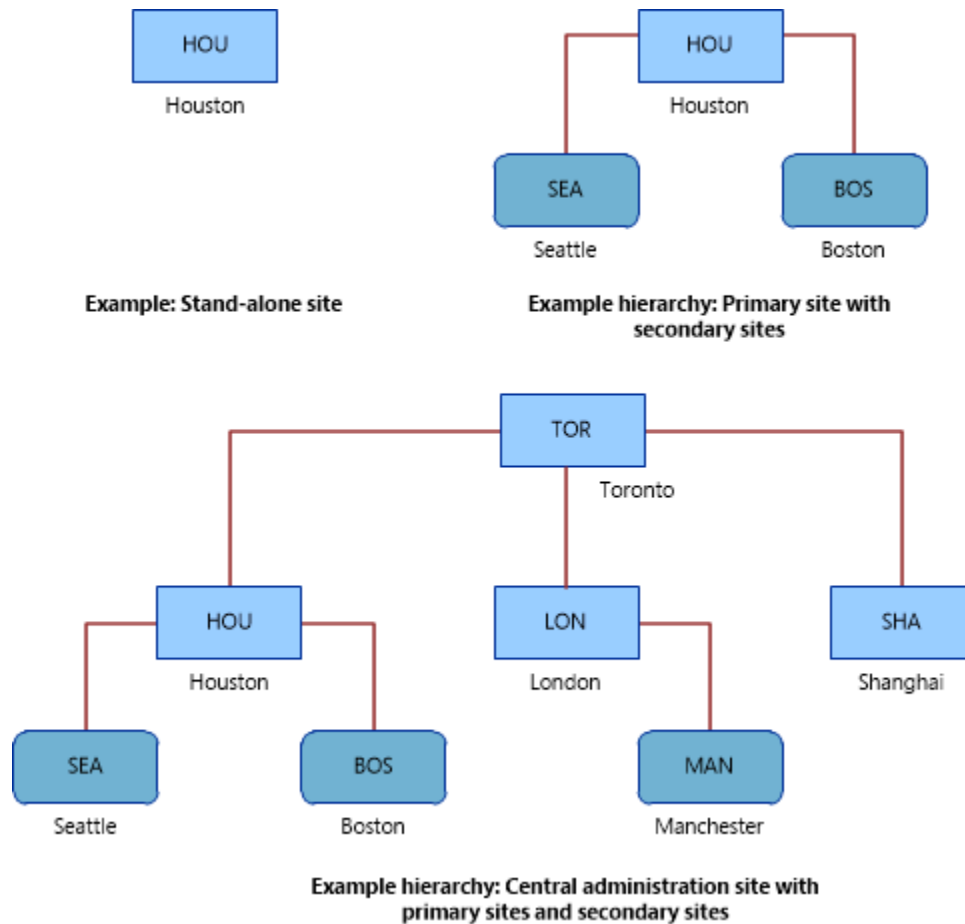 HOU
Houston
Example: Stand-alone site
HOU
Houston
SEA
Seattle
BOS
Boston
Example hierarchy: Primary site with
secondary sites
TOR
Toronto
HOU
Houston
LON
London
SHA
Shanghai
SEA
Seattle
BOS
Boston
MAN
Manchester
Example hierarchy: Central administration site with
primary sites and secondary sites